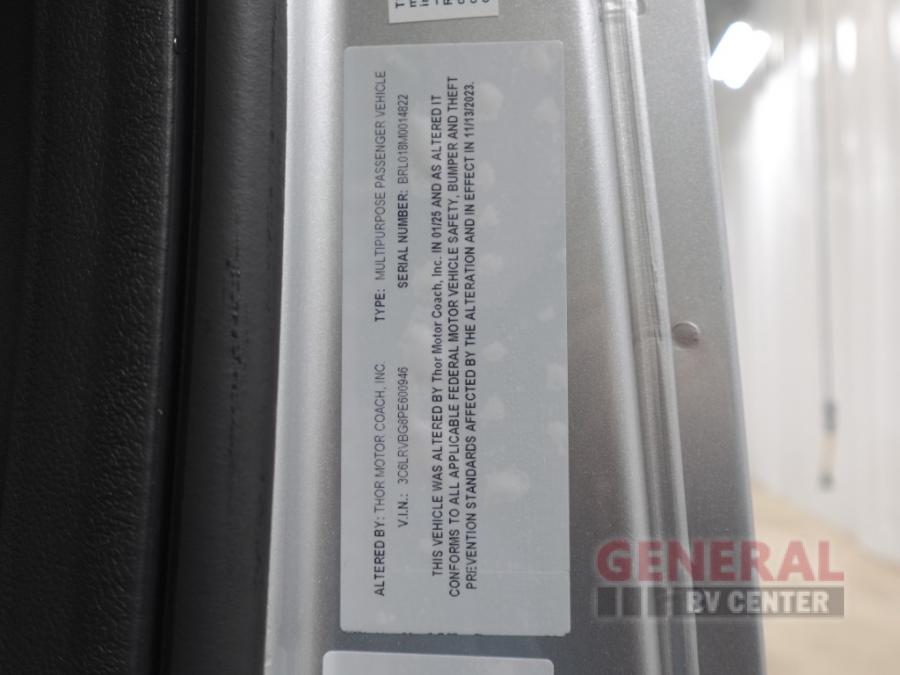 ALTERED BY: THOR MOTOR COACH, INC. TYPE: MULTIPURPOSE PASSENGER VEHICLE
V.I.N.: 3C6LRVBG8PE600946 SERIAL NUMBER: BRL018M0014822
THIS VEHICLE WAS ALTERED BY Thor Motor Coach, Inc. IN 01/25 AND AS ALTERED IT
CONFORMS TO ALL APPLICABLE FEDERAL MOTOR VEHICLE SAFETY, BUMPER AND THEFT
PREVENTION STANDARDS AFFECTED BY THE ALTERATION AND IN EFFECT IN 11/13/2023.
GENERAL
RV CENTER